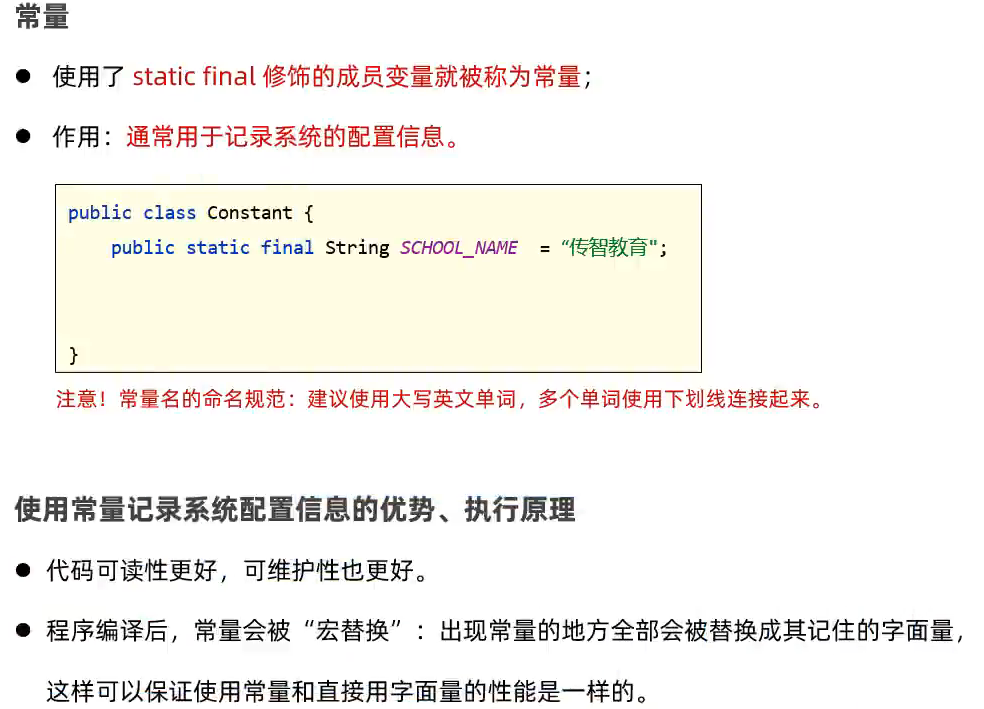 常量
● 使用了 static final 修饰的成员变量就被称为常量；
● 作用：通常用于记录系统的配置信息。
public class Constant {
    public static final String SCHOOL_NAME  = “传智教育";
}
注意！常量名的命名规范：建议使用大写英文单词，多个单词使用下划线连接起来。
使用常量记录系统配置信息的优势、执行原理
● 代码可读性更好，可维护性也更好。
● 程序编译后，常量会被“宏替换”：出现常量的地方全部会被替换成其记住的字面量，
这样可以保证使用常量和直接用字面量的性能是一样的。